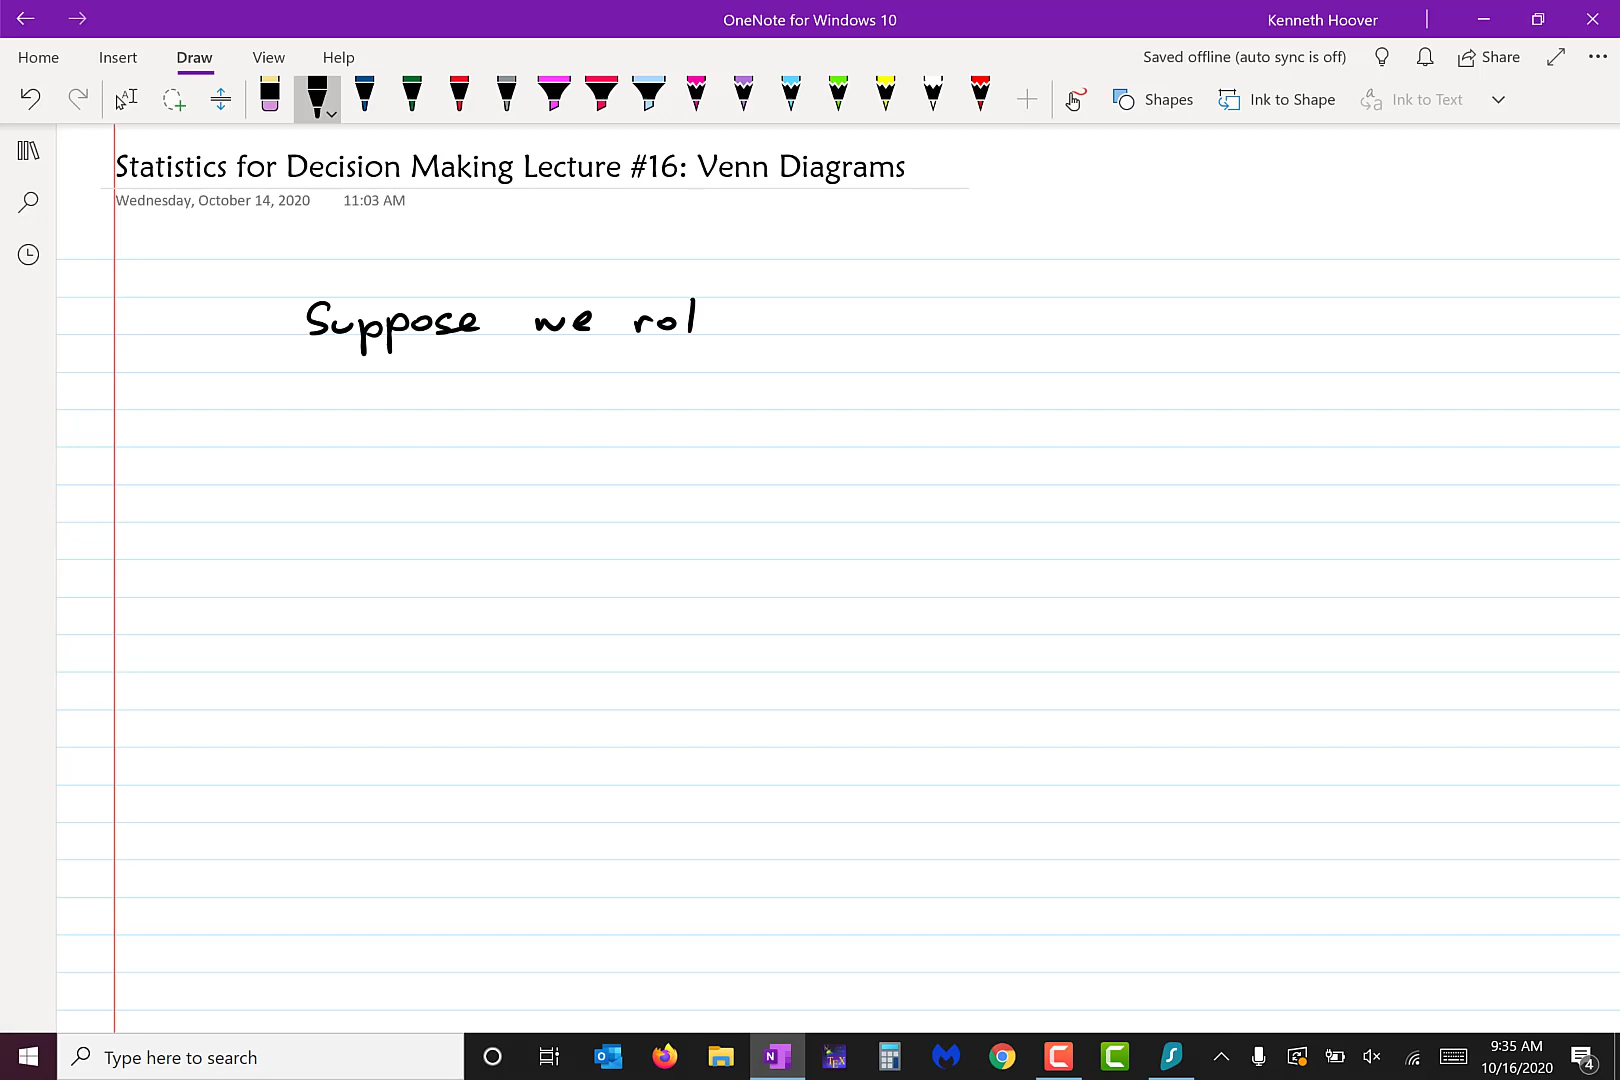 OneNote for Windows 10
Kenneth Hoover
Home Insert Draw View Help
Saved offline (auto sync is off) Share
Shapes Ink to Shape Ink to Text
Statistics for Decision Making Lecture #16: Venn Diagrams
Wednesday, October 14, 2020 11:03 AM
Suppose we rol
Type here to search
9:35 AM
10/16/2020
4